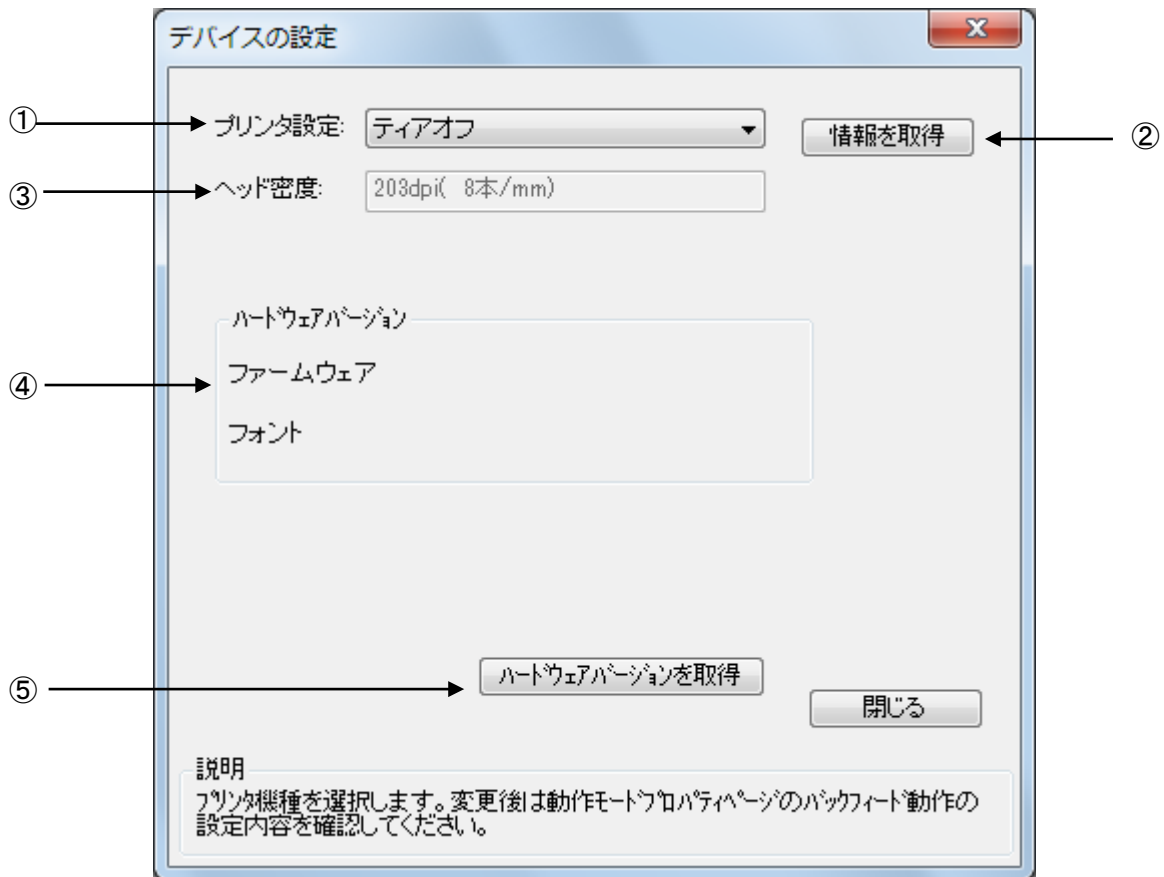 デバイスの設定
① プリンタ設定: ティアオフ 情報を取得 ②
③ ヘッド密度: 203dpi( 8本/mm)
ﾊｰﾄﾞｳｪｱﾊﾞｰｼﾞｮﾝ
④ ファームウェア
フォント
⑤ ﾊｰﾄﾞｳｪｱﾊﾞｰｼﾞｮﾝを取得
閉じる
説明
ﾌﾟﾘﾝﾀ機種を選択します。変更後は動作ﾓｰﾄﾞﾌﾟﾛﾊﾟﾃｨﾍﾟｰｼﾞのﾊﾞｯｸﾌｨｰﾄﾞ動作の
設定内容を確認してください。